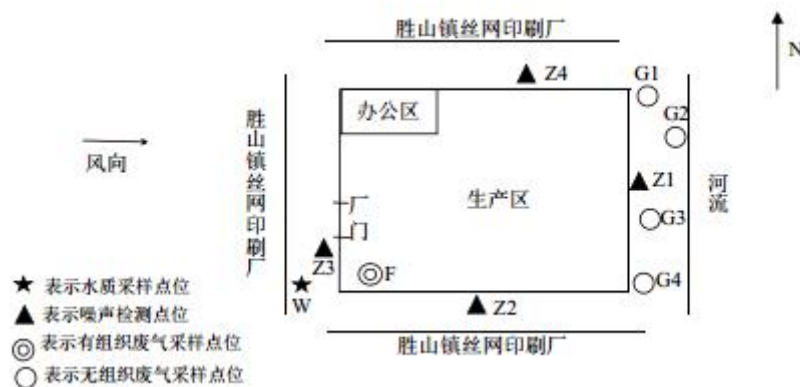 胜山镇丝网印刷厂
N
Z4
G1
办公区
G2
胜山镇丝网印刷厂
风向
Z1
河流
生产区
厂门
G3
Z3
F
G4
W
Z2
胜山镇丝网印刷厂
表示水质采样点位
表示噪声检测点位
表示有组织废气采样点位
表示无组织废气采样点位